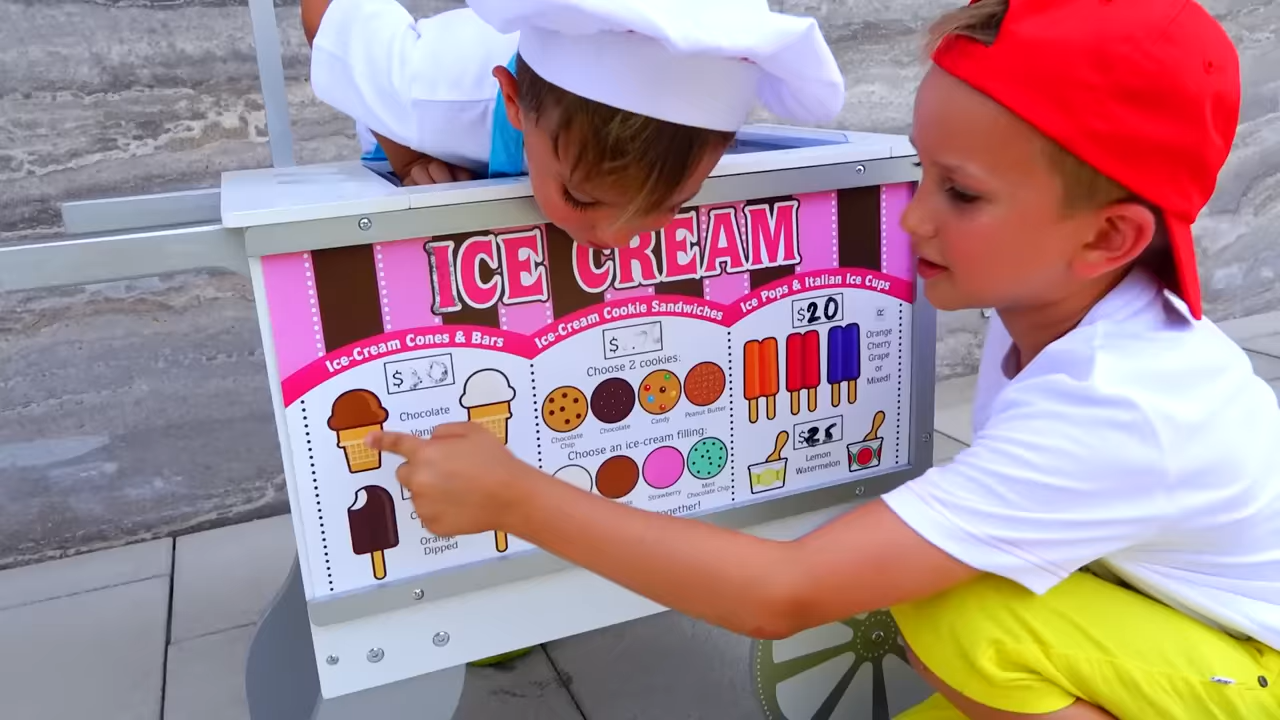 ICE CREAM
Ice-Cream Cones & Bars
$
Chocolate
Orange
Dipped
Ice-Cream Cookie Sandwiches
$
Choose 2 cookies:
Chocolate Chip
Chocolate
Candy
Peanut Butter
Choose an ice-cream filling:
Strawberry
Mint
Chocolate Chip
Ice Pops & Italian Ice Cups
$20
Orange
Cherry
Grape
or
Mixed!
$25
Lemon
Watermelon